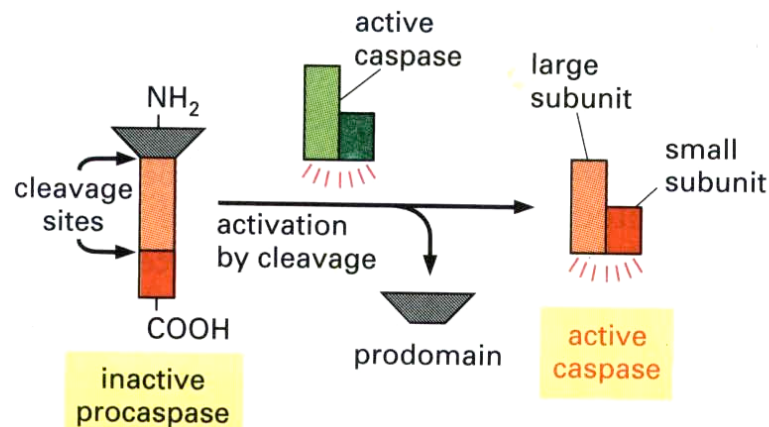 active
caspase
large
subunit
NH₂
small
subunit
cleavage
sites
activation
by cleavage
COOH
prodomain
inactive
procaspase
active
caspase